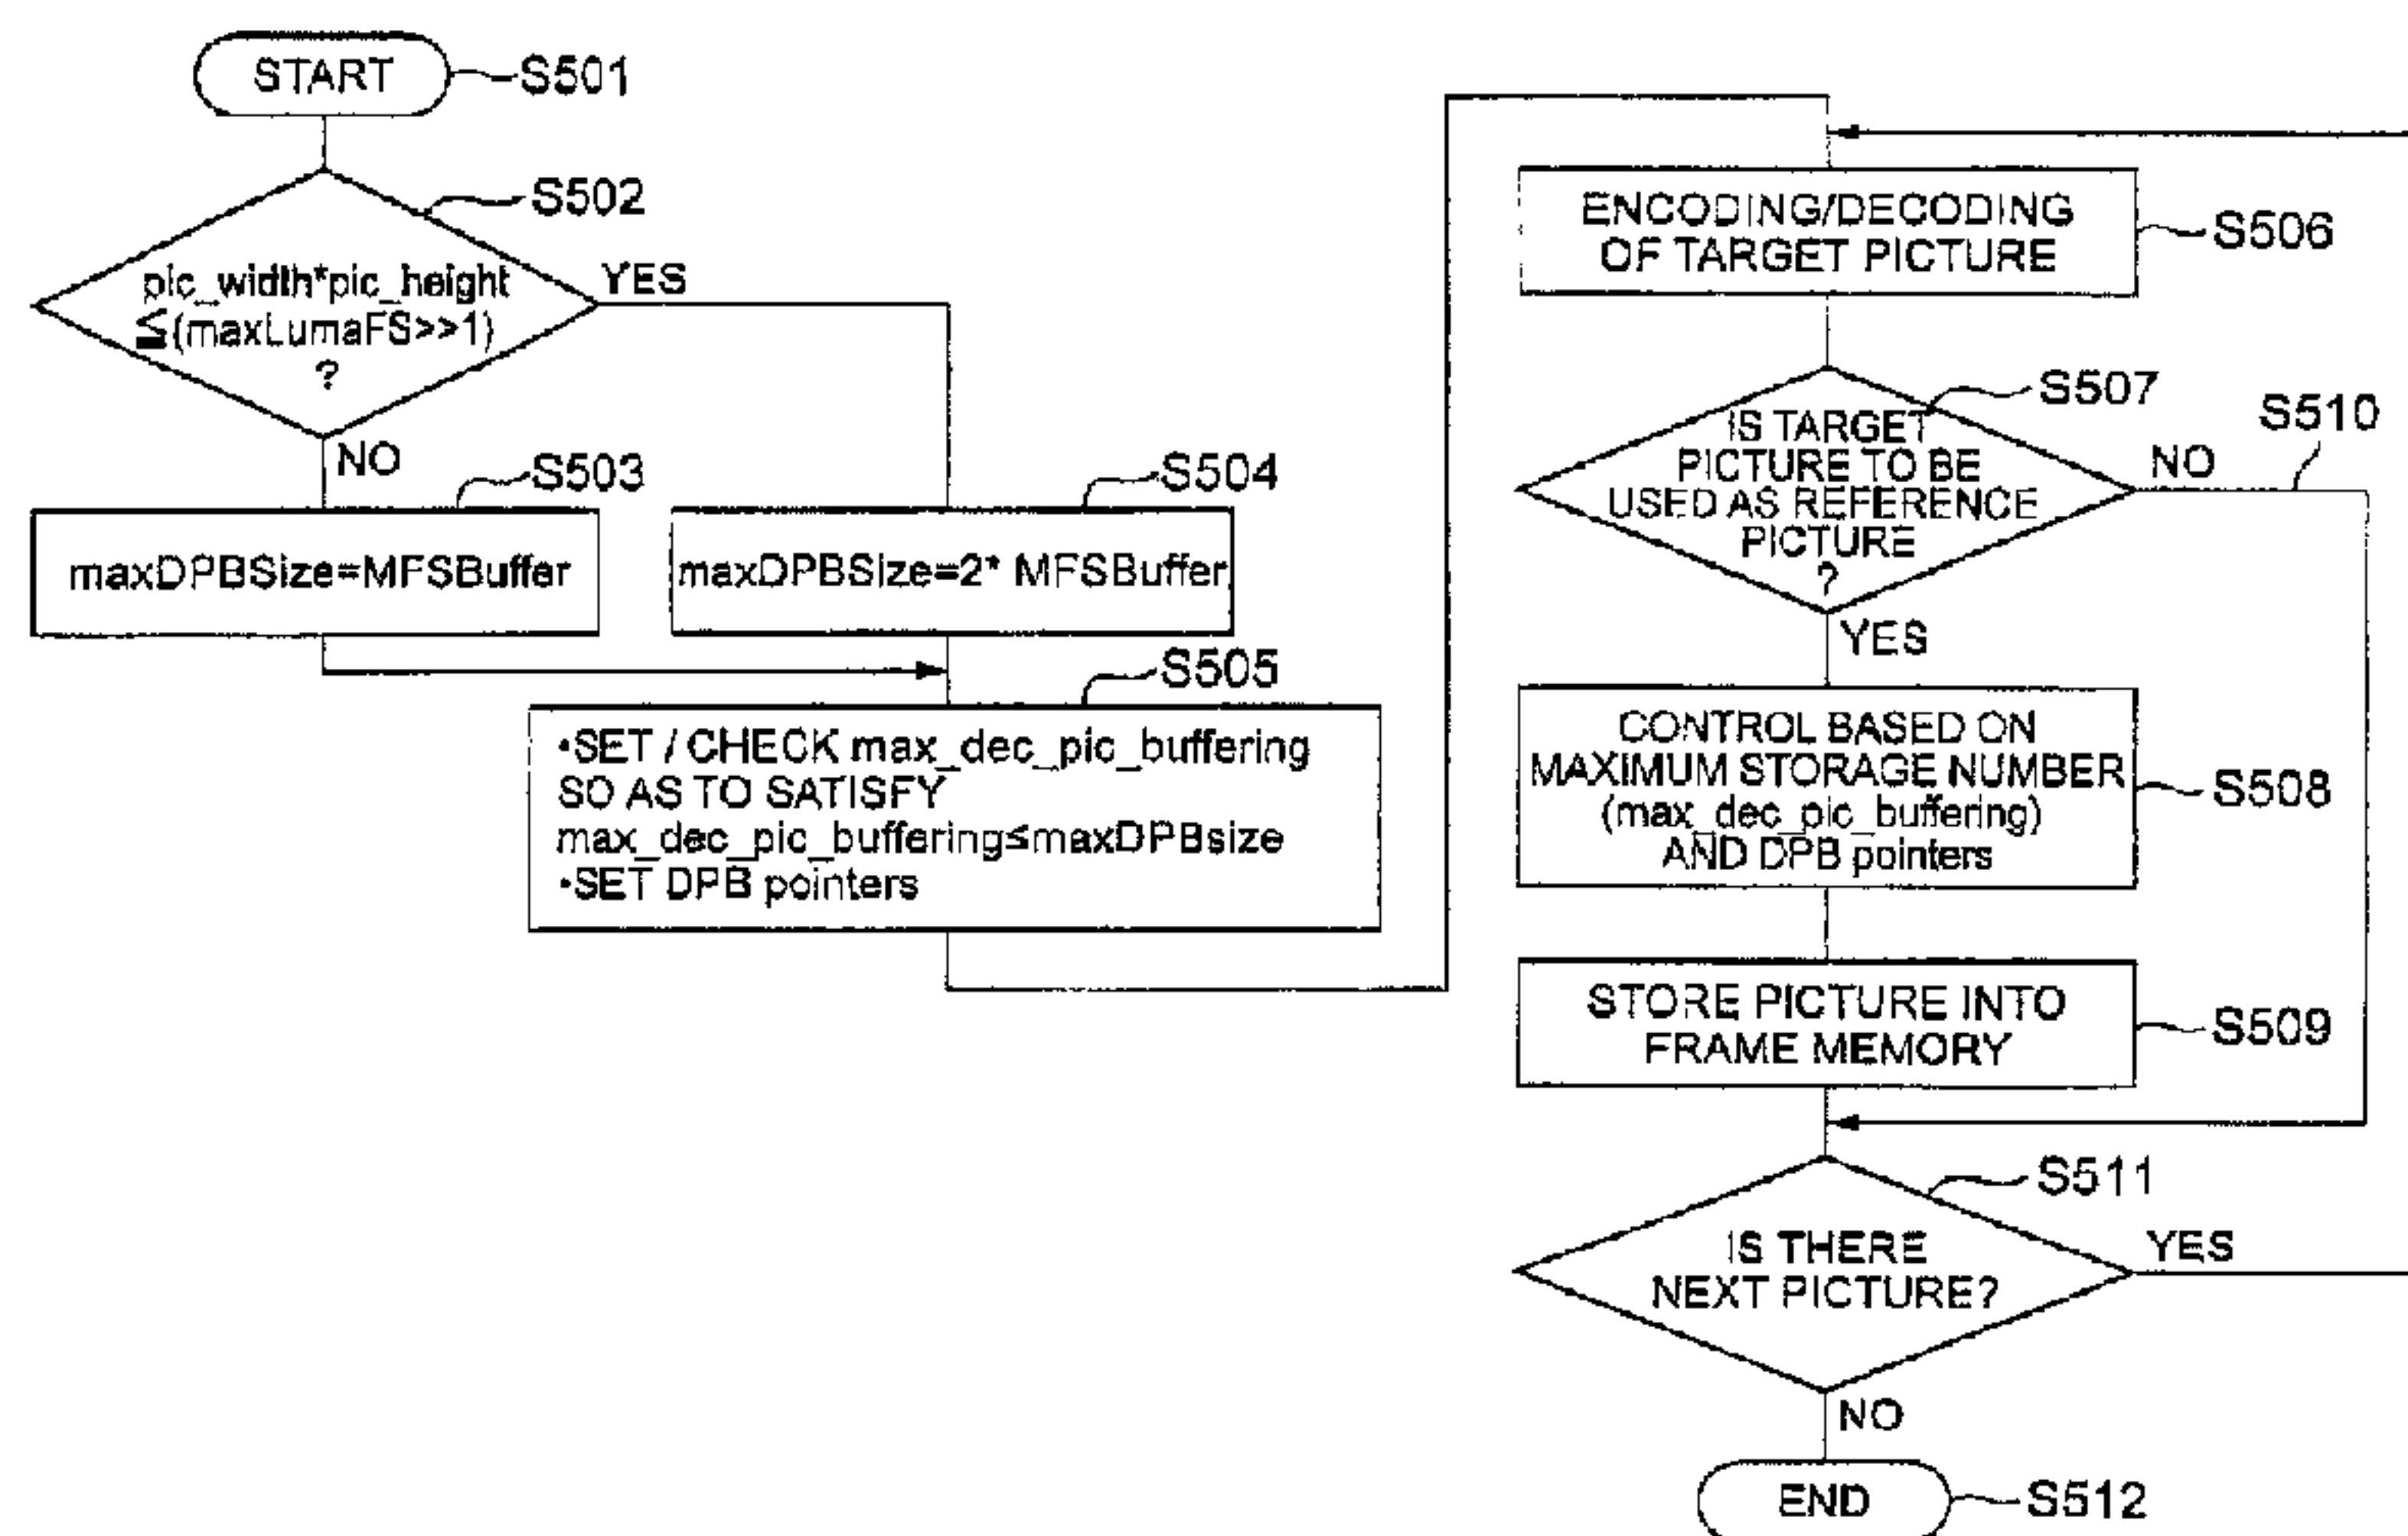 START
S501
S502
pic_width*pic_height
≦(maxLumaFS>>1)
?
YES
NO
S503
maxDPBSize=MFSBuffer
S504
maxDPBSize=2* MFSBuffer
S505
•SET / CHECK max_dec_pic_buffering
SO AS TO SATISFY
max_dec_pic_buffering≤maxDPBsize
•SET DPB pointers
ENCODING/DECODING
OF TARGET PICTURE
S506
S507
IS TARGET
PICTURE TO BE
USED AS REFERENCE
PICTURE
?
NO
S510
YES
CONTROL BASED ON
MAXIMUM STORAGE NUMBER
(max_dec_pic_buffering)
AND DPB pointers
S508
STORE PICTURE INTO
FRAME MEMORY
S509
S511
IS THERE
NEXT PICTURE?
YES
NO
END
S512